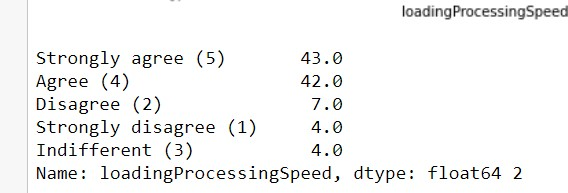 loadingProcessingSpeed
Strongly agree (5) 43.0
Agree (4) 42.0
Disagree (2) 7.0
Strongly disagree (1) 4.0
Indifferent (3) 4.0
Name: loadingProcessingSpeed, dtype: float64 2